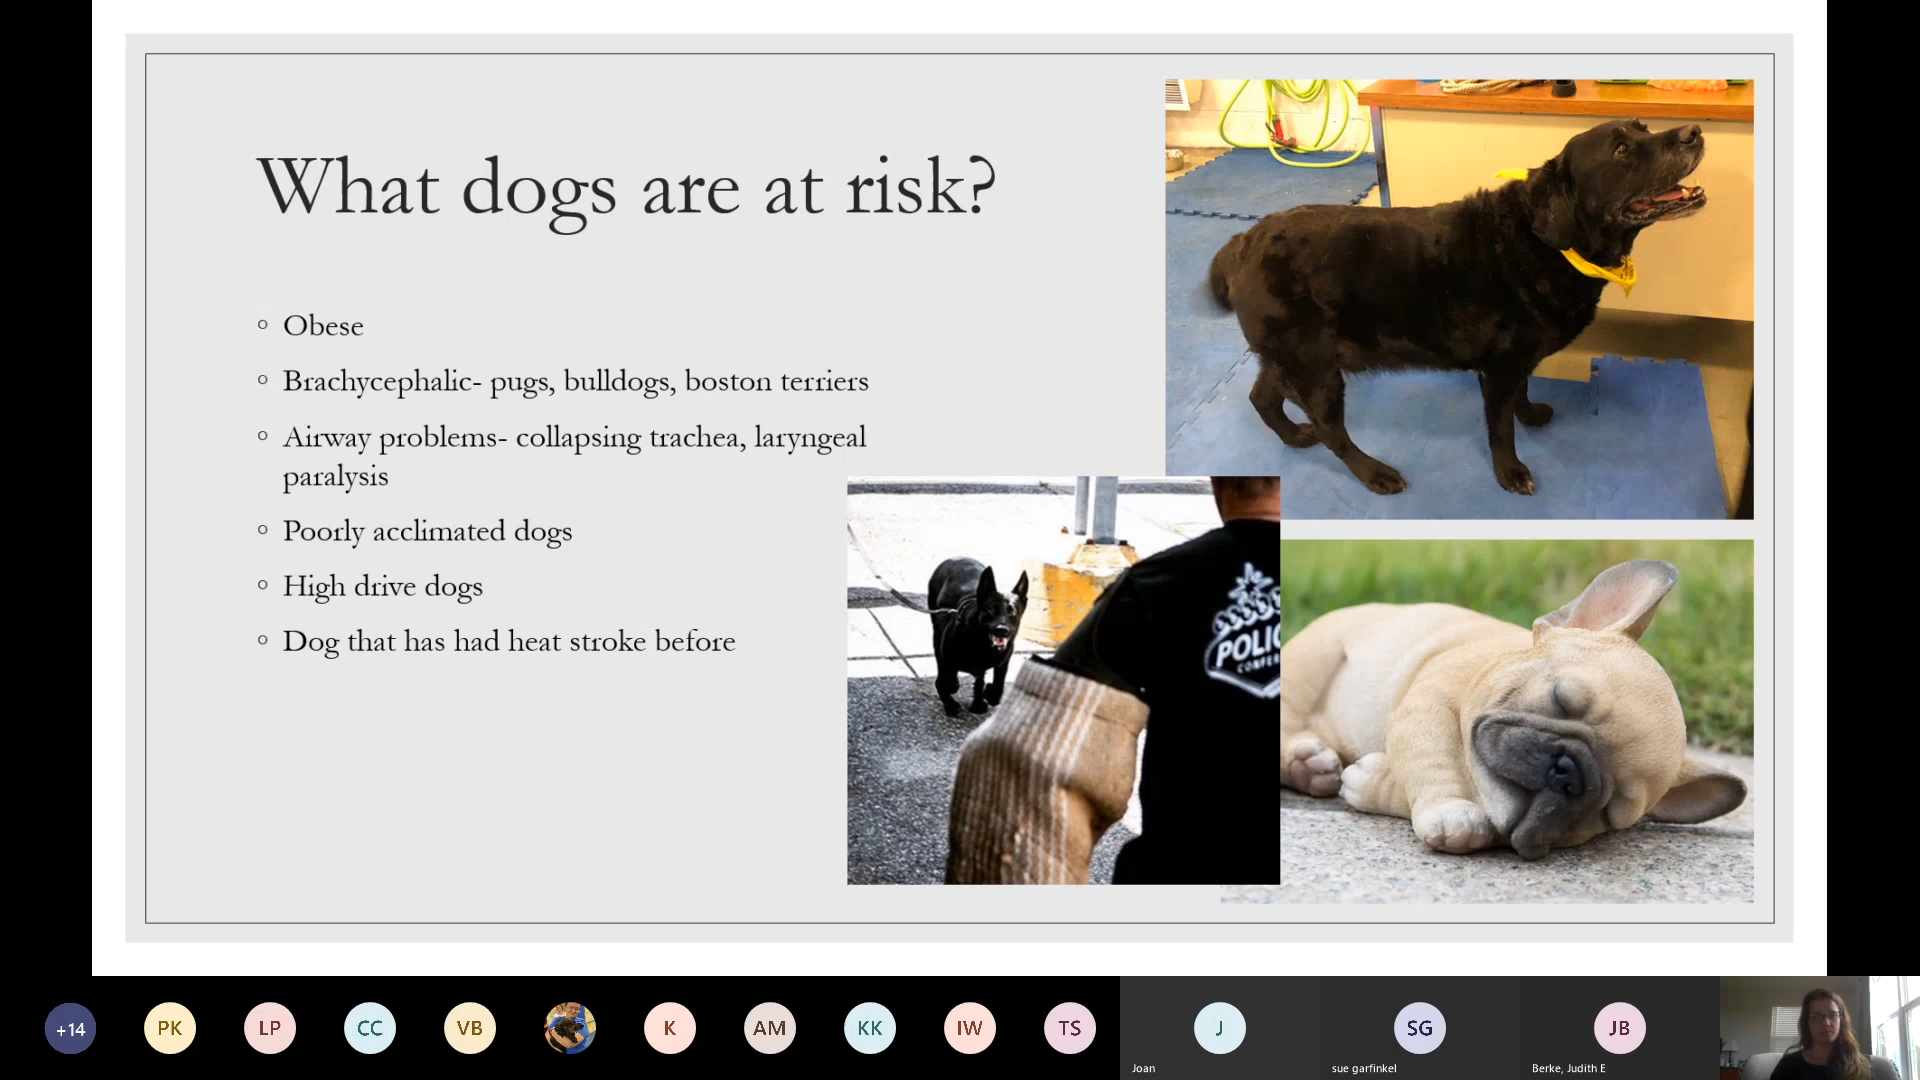 What dogs are at risk?
◦ Obese
◦ Brachycephalic- pugs, bulldogs, boston terriers
◦ Airway problems- collapsing trachea, laryngeal
paralysis
◦ Poorly acclimated dogs
◦ High drive dogs
◦ Dog that has had heat stroke before
+14
PK
LP
CC
VB
K
AM
KK
IW
TS
J
Joan
SG
sue garfinkel
JB
Berke, Judith E